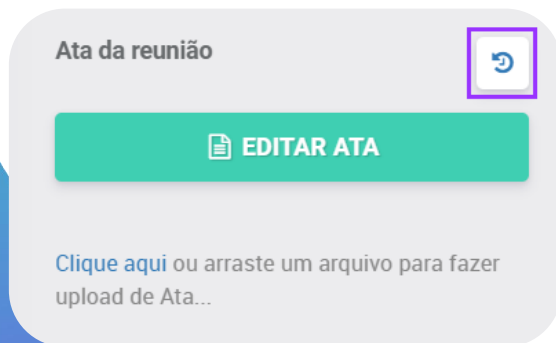 Ata da reunião
EDITAR ATA
Clique aqui ou arraste um arquivo para fazer
upload de Ata...